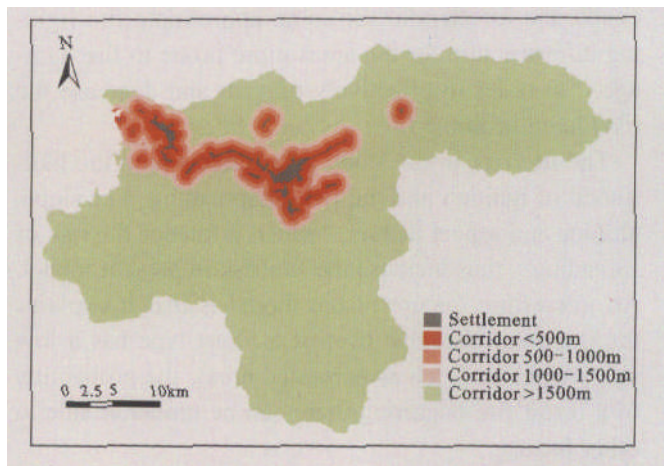 N
Settlement
Corridor <500m
Corridor 500-1000m
Corridor 1000-1500m
Corridor >1500m
0 2.5 5 10km